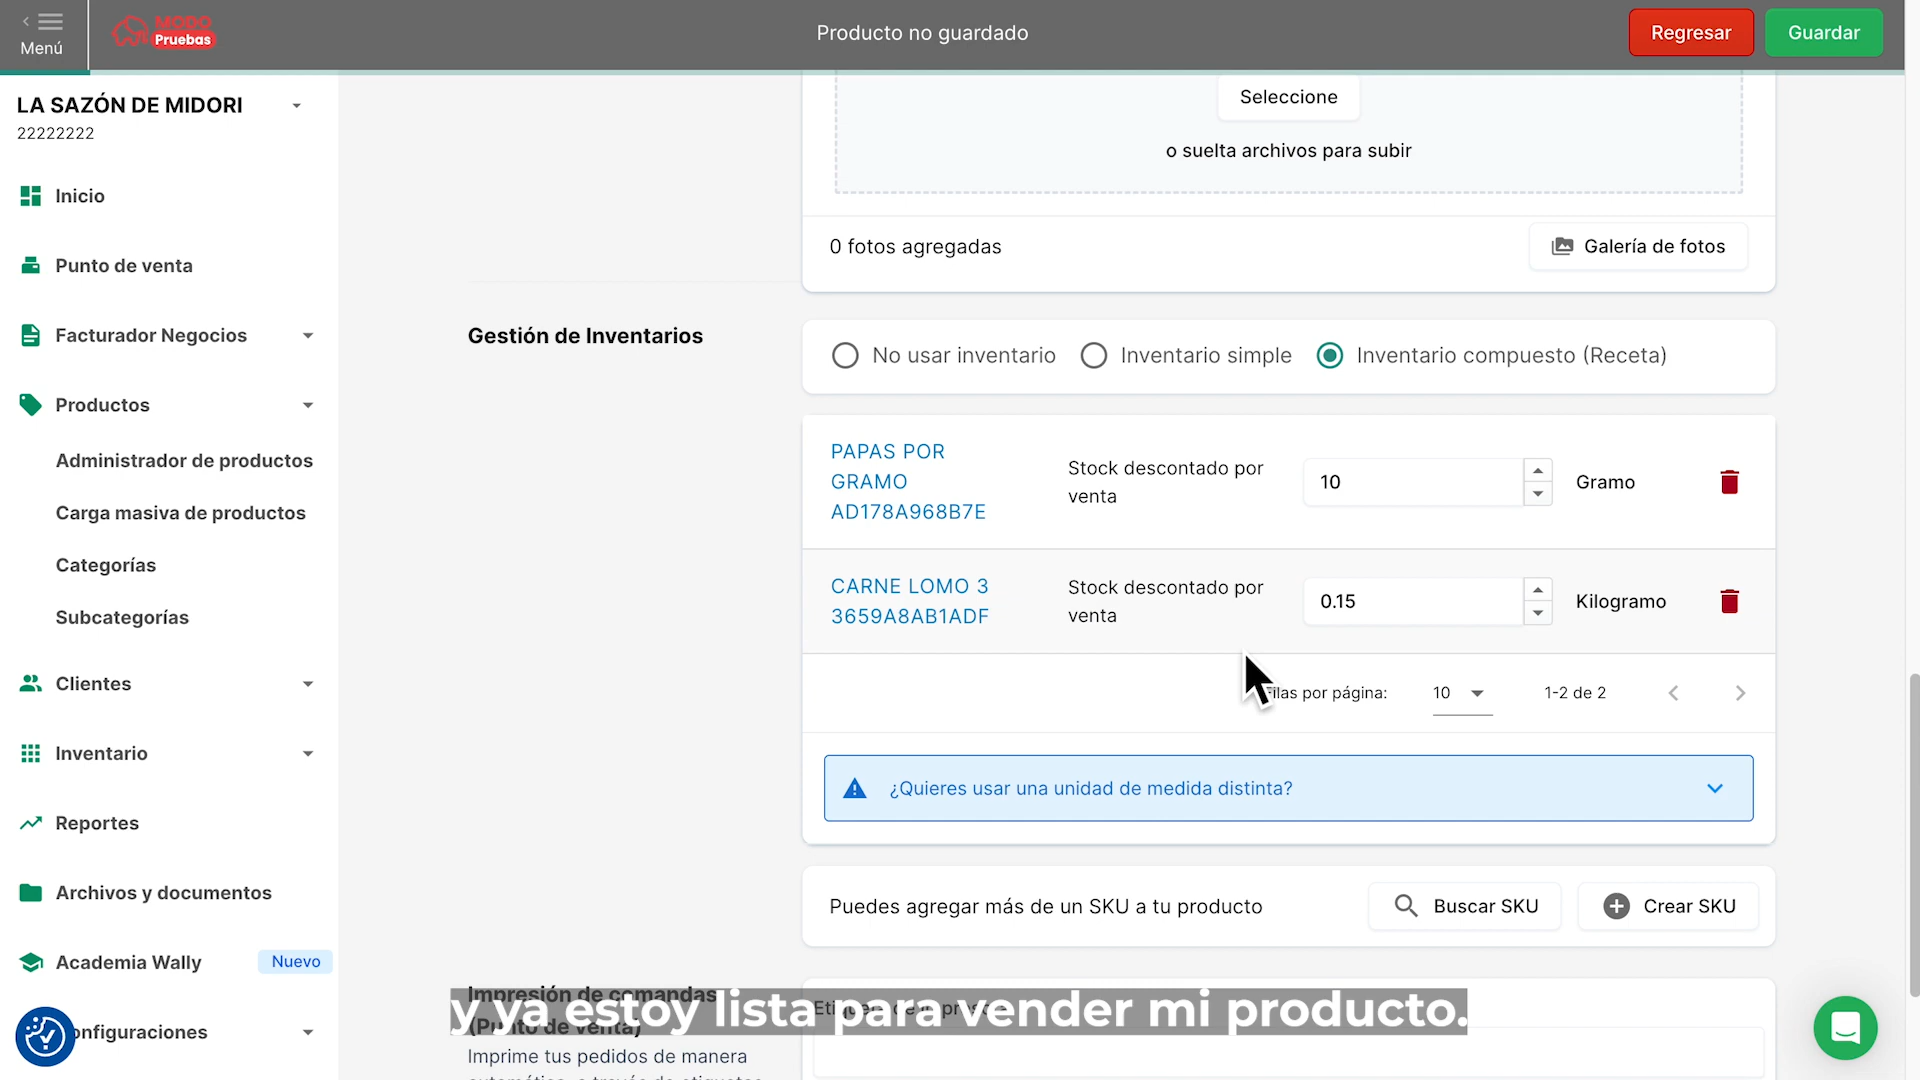 Menú
MODO
Pruebas
Producto no guardado
Regresar
Guardar
LA SAZÓN DE MIDORI
22222222
Inicio
Punto de venta
Facturador Negocios
Productos
Administrador de productos
Carga masiva de productos
Categorías
Subcategorías
Clientes
Inventario
Reportes
Archivos y documentos
Academia Wally
Nuevo
onfiguraciones
Seleccione
o suelta archivos para subir
0 fotos agregadas
Galería de fotos
Gestión de Inventarios
No usar inventario
Inventario simple
Inventario compuesto (Receta)
PAPAS POR
GRAMO
AD178A968B7E
Stock descontado por
venta
10
Gramo
CARNE LOMO 3
3659A8AB1ADF
Stock descontado por
venta
0.15
Kilogramo
Filas por página:
10
1-2 de 2
¿Quieres usar una unidad de medida distinta?
Puedes agregar más de un SKU a tu producto
Buscar SKU
Crear SKU
Impresión de comandas
(Punto de venta)
Imprime tus pedidos de manera
y ya estoy lista para vender mi producto.